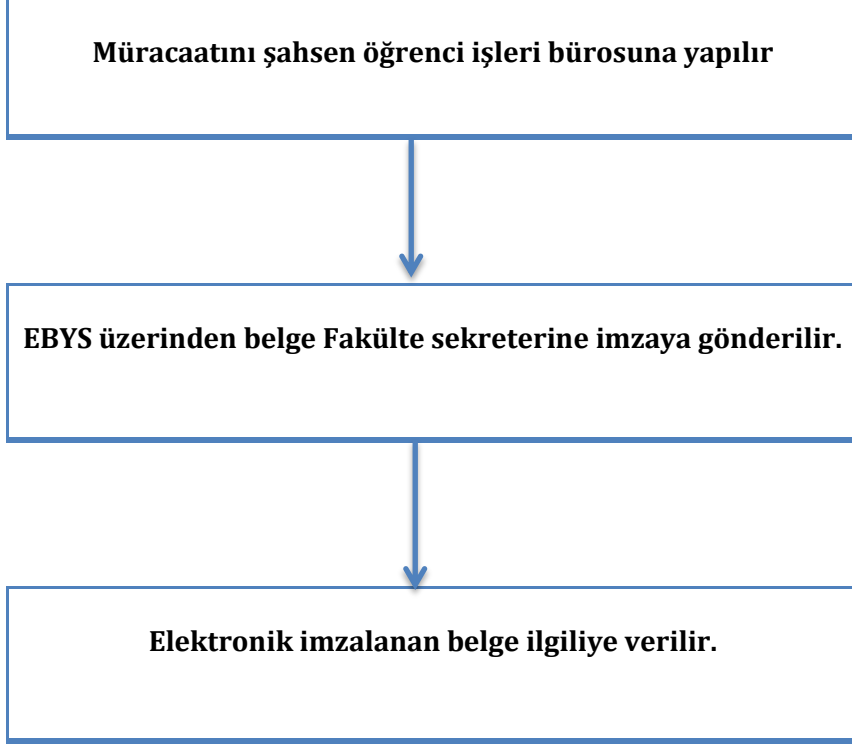 Müracaatını şahsen öğrenci işleri bürosuna yapılır
EBYS üzerinden belge Fakülte sekreterine imzaya gönderilir.
Elektronik imzalanan belge ilgiliye verilir.